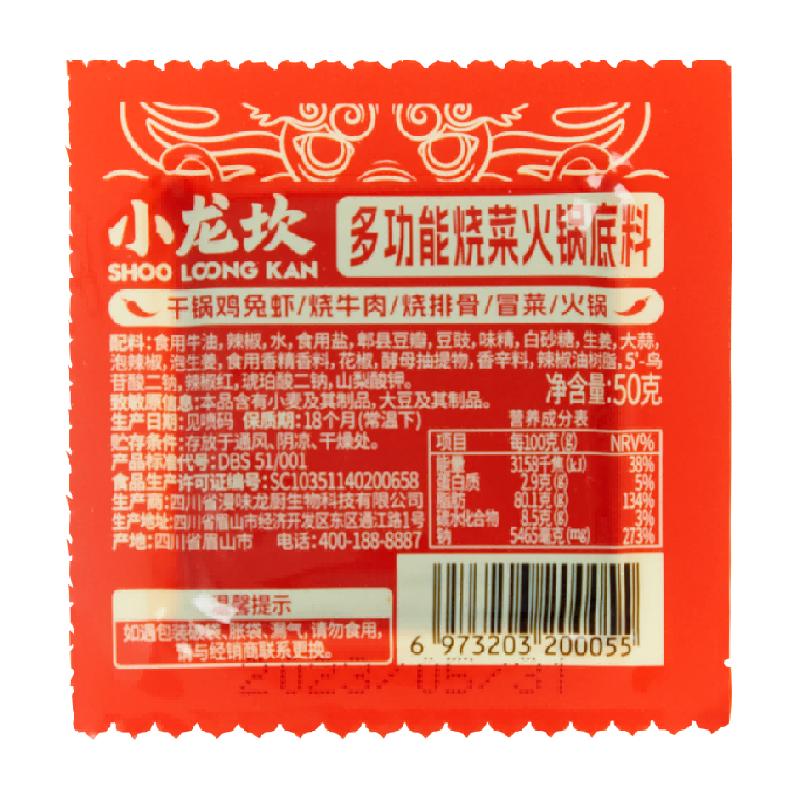 小龙坎
SHOO LOONG KAN
多功能烧菜火锅底料
干锅鸡兔虾/烧牛肉/烧排骨/冒菜/火锅
配料:食用牛油,辣椒,水,食用盐,郫县豆瓣,豆豉,味精,白砂糖,生姜,大蒜,
泡辣椒,泡生姜,食用香精香料,花椒,酵母抽提物,香辛料,辣椒油树脂,5'-鸟
苷酸二钠,辣椒红,琥珀酸二钠,山梨酸钾。
净含量:50克
致敏原信息:本品含有小麦及其制品,大豆及其制品。
生产日期:见喷码 保质期:18个月(常温下)
贮存条件:存放于通风、阴凉、干燥处。
产品标准代号:DBS 51/001
食品生产许可证编号:SC10351140200658
生产商:四川省漫味龙厨生物科技有限公司
生产地址:四川省眉山市经济开发区东区通江路1号
产地:四川省眉山市 电话:400-188-8887
营养成分表
项目 每100克(g) NRV%
能量 3158千焦(kJ) 38%
蛋白质 2.9克(g) 5%
脂肪 80.1克(g) 134%
碳水化合物 8.5克(g) 3%
钠 5465毫克(mg) 273%
温馨提示
如遇包装破袋、胀袋、漏气,请勿食用,
请与经销商联系更换。
6 973203 200055
2023/05/31